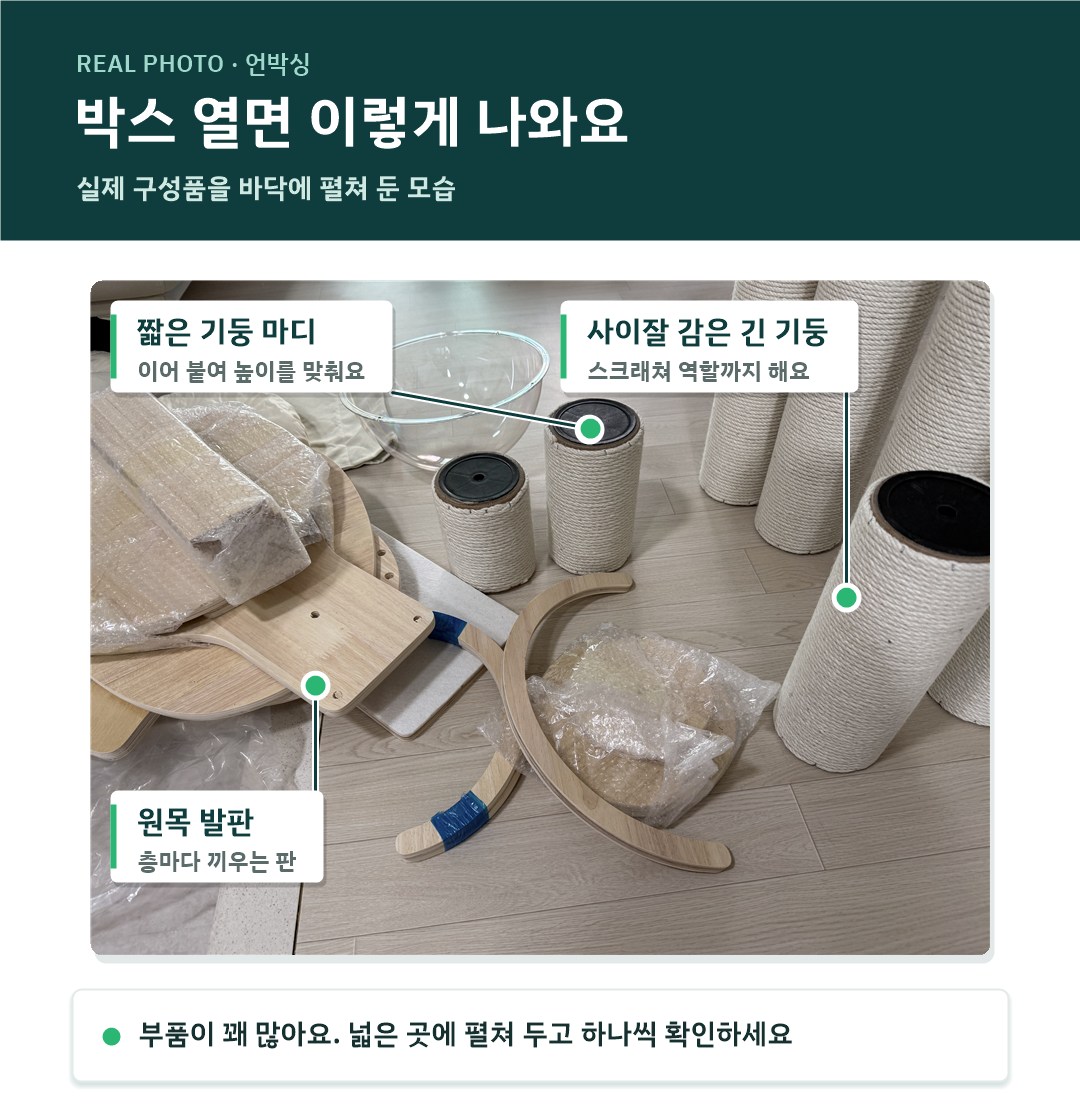 REAL PHOTO · 언박싱
박스 열면 이렇게 나와요
실제 구성품을 바닥에 펼쳐 둔 모습
짧은 기둥 마디
이어 붙여 높이를 맞춰요
사이잘 감은 긴 기둥
스크래쳐 역할까지 해요
원목 발판
층마다 끼우는 판
부품이 꽤 많아요. 넓은 곳에 펼쳐 두고 하나씩 확인하세요